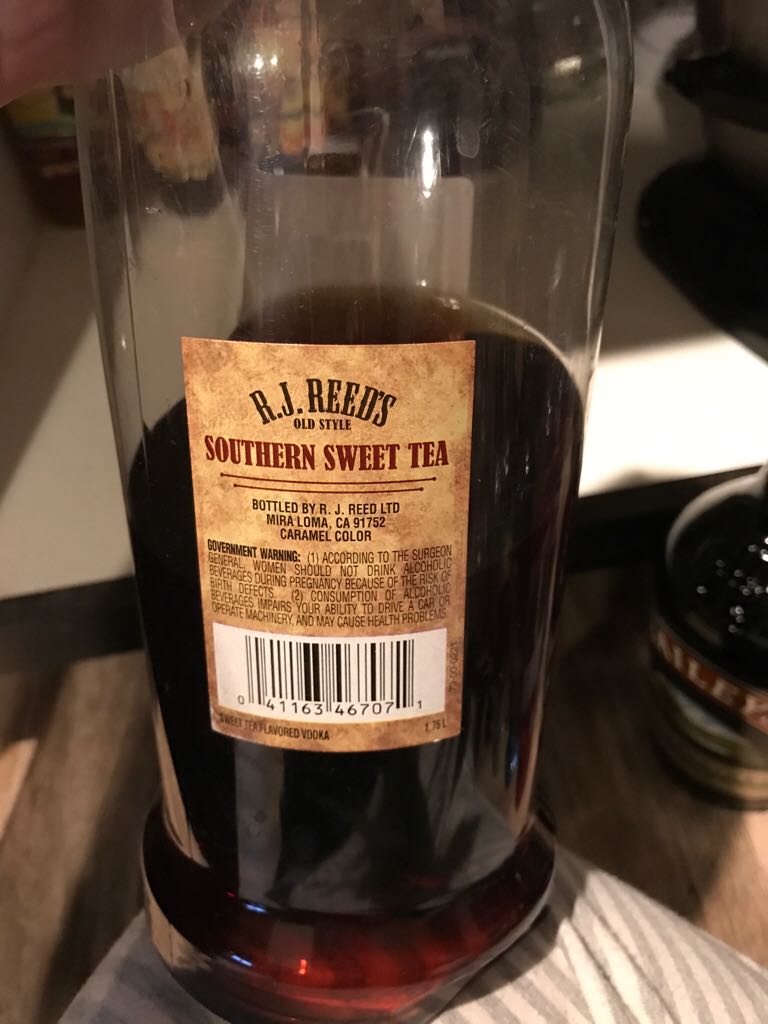 R.J. REED'S
OLD STYLE
SOUTHERN SWEET TEA
BOTTLED BY R. J. REED LTD
MIRA LOMA, CA 91752
CARAMEL COLOR
GOVERNMENT WARNING: (1) ACCORDING TO THE SURGEON
GENERAL, WOMEN SHOULD NOT DRINK ALCOHOLIC
BEVERAGES DURING PREGNANCY BECAUSE OF THE RISK OF
BIRTH DEFECTS. (2) CONSUMPTION OF ALCOHOLIC
BEVERAGES IMPAIRS YOUR ABILITY TO DRIVE A CAR OR
OPERATE MACHINERY, AND MAY CAUSE HEALTH PROBLEMS.
0 41163 46707 1
SWEET TEA FLAVORED VODKA 1.75 L